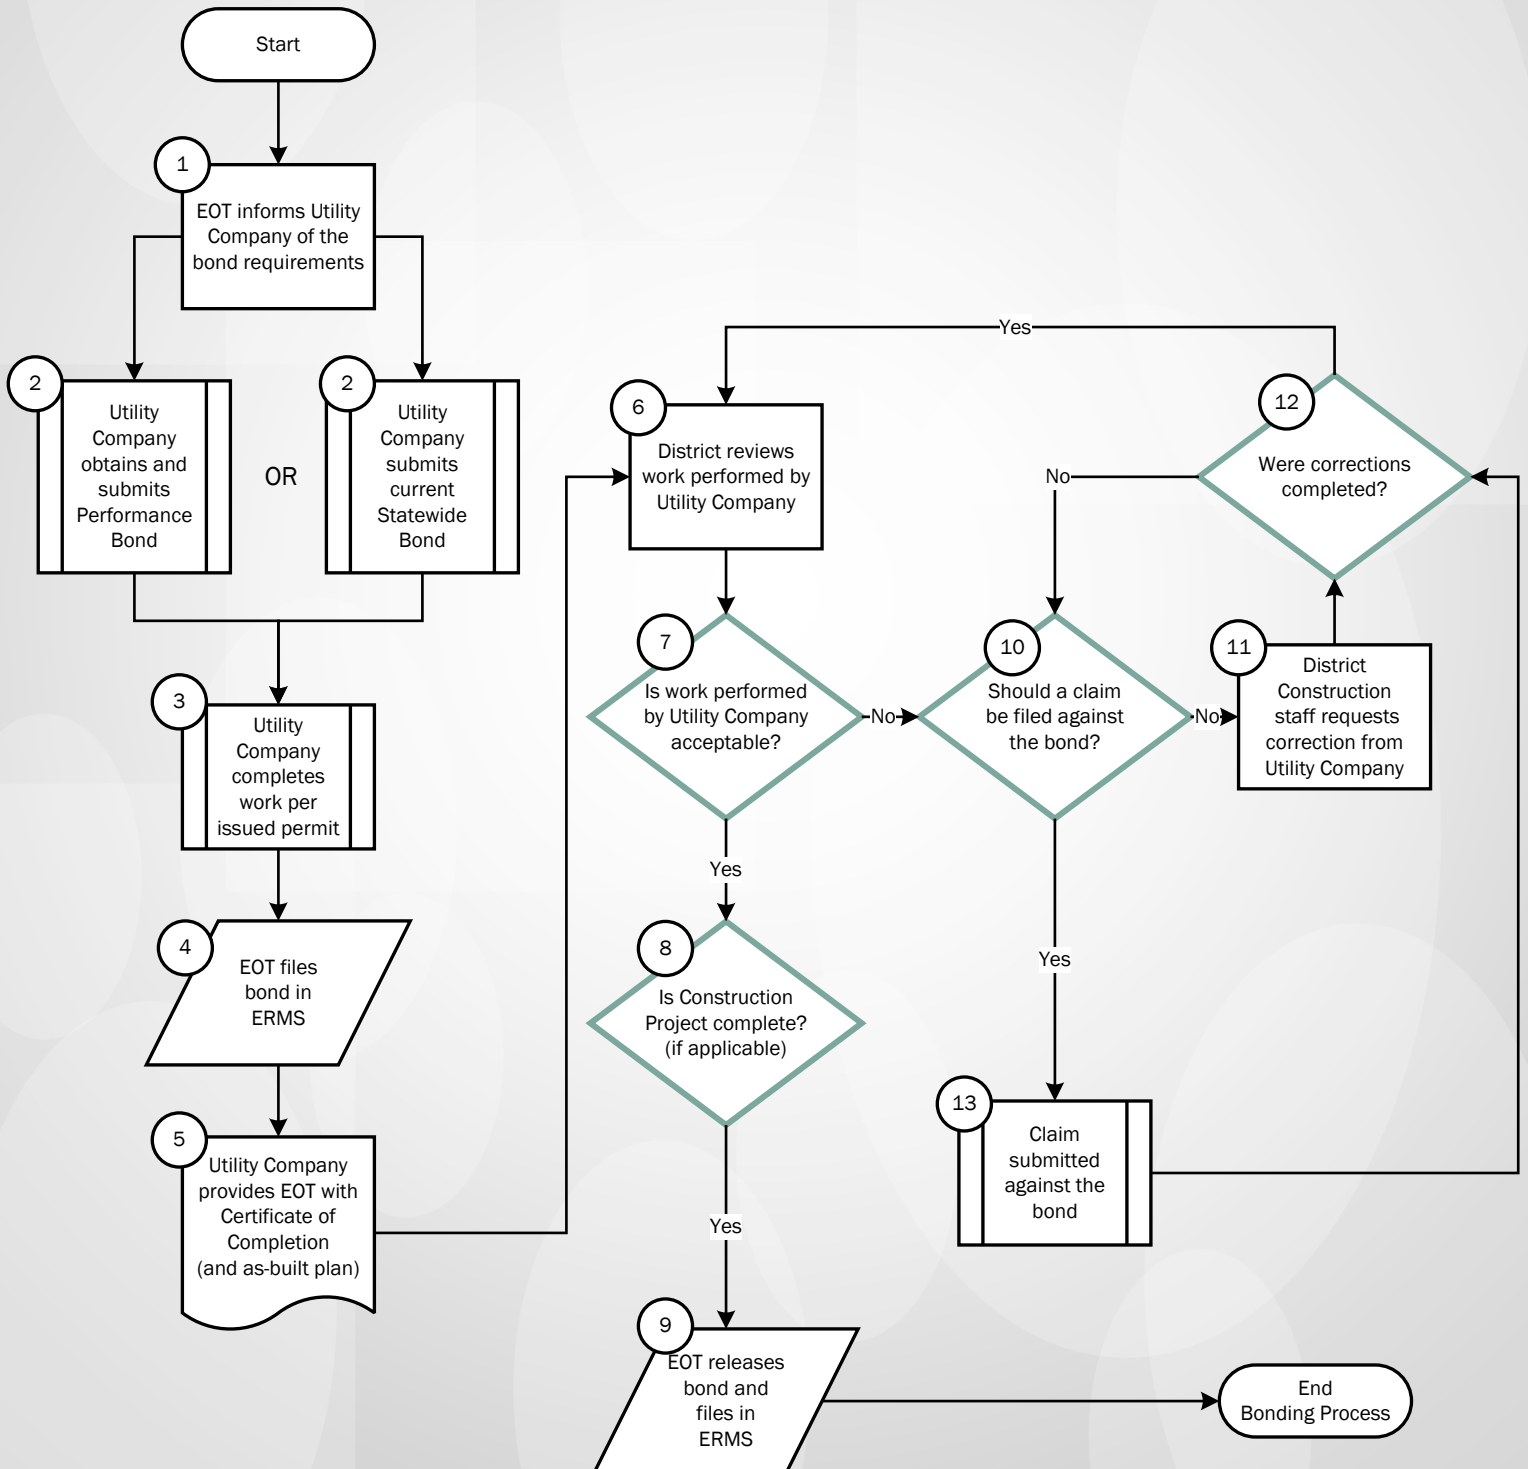 Start
1
EOT informs Utility
Company of the
bond requirements
2
Utility
Company
obtains and
submits
Performance
Bond
OR
2
Utility
Company
submits
current
Statewide
Bond
3
Utility
Company
completes
work per
issued permit
4
EOT files
bond in
ERMS
5
Utility Company
provides EOT with
Certificate of
Completion
(and as-built plan)
Yes
6
District reviews
work performed by
Utility Company
7
Is work performed
by Utility Company
acceptable?
No
Yes
8
Is Construction
Project complete?
(if applicable)
Yes
9
EOT releases
bond and
files in
ERMS
End
Bonding Process
10
Should a claim
be filed against
the bond?
No
Yes
11
District
Construction
staff requests
correction from
Utility Company
12
Were corrections
completed?
No
13
Claim
submitted
against the
bond